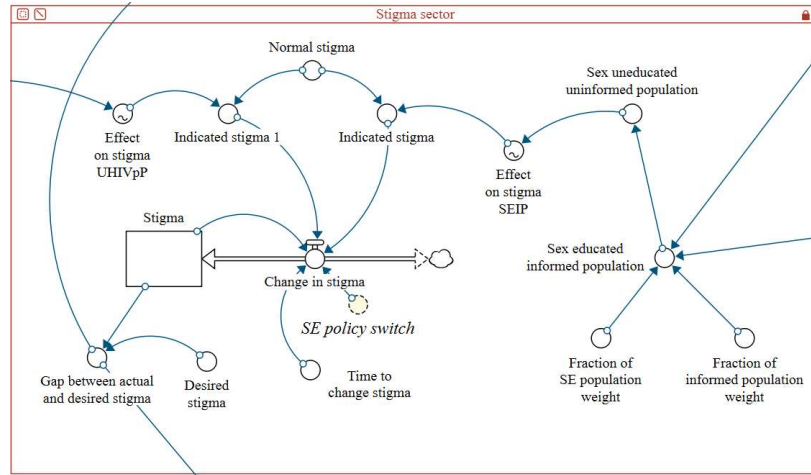 Stigma sector
Normal stigma
Sex uneducated
uninformed population
Effect
on stigma
UHIVpP
Indicated stigma 1
Indicated stigma
Effect
on stigma
SEIP
Stigma
Sex educated
informed population
Change in stigma
SE policy switch
Gap between actual
and desired stigma
Desired
stigma
Time to
change stigma
Fraction of
SE population
weight
Fraction of
informed population
weight